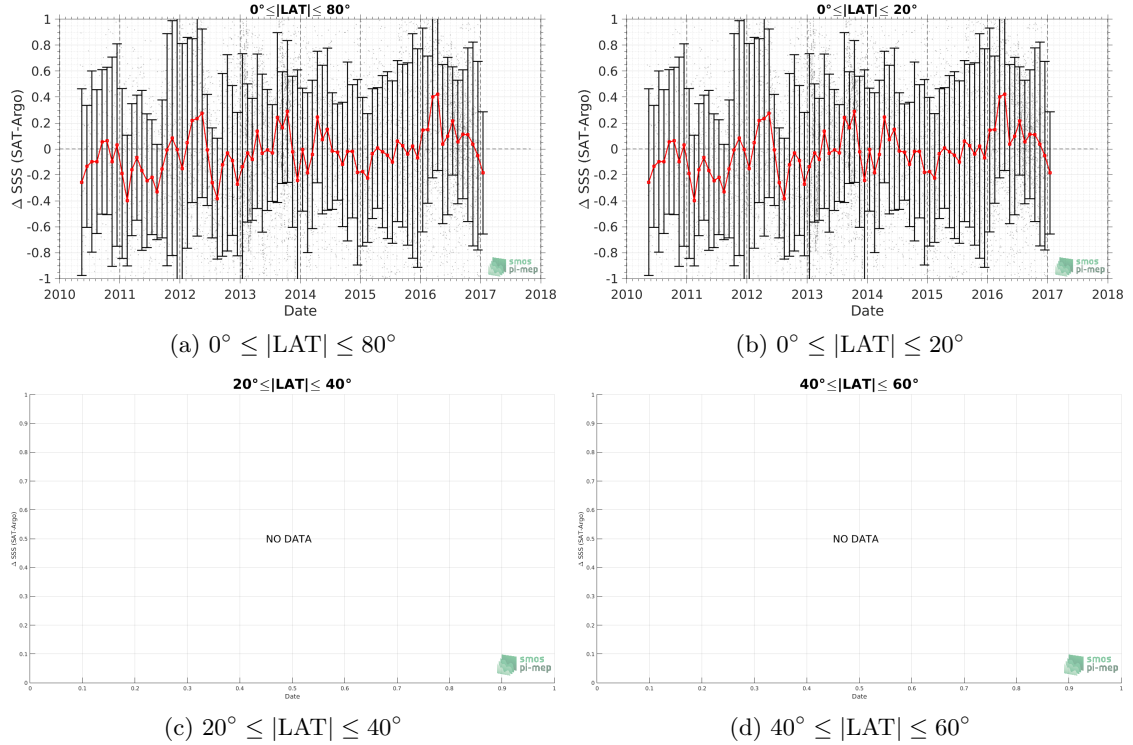 0°≤|LAT|≤ 80°
1
0.8
0.6
0.4
0.2
0
-0.2
-0.4
-0.6
-0.8
-1
Δ SSS (SAT-Argo)
2010 2011 2012 2013 2014 2015 2016 2017 2018
Date
smos
pi-mep
(a) 0° ≤ |LAT| ≤ 80°
0°≤|LAT|≤ 20°
1
0.8
0.6
0.4
0.2
0
-0.2
-0.4
-0.6
-0.8
-1
Δ SSS (SAT-Argo)
2010 2011 2012 2013 2014 2015 2016 2017 2018
Date
smos
pi-mep
(b) 0° ≤ |LAT| ≤ 20°
20°≤|LAT|≤ 40°
1
0.9
0.8
0.7
0.6
0.5
0.4
0.3
0.2
0.1
0
Δ SSS (SAT-Argo)
NO DATA
0 0.1 0.2 0.3 0.4 0.5 0.6 0.7 0.8 0.9 1
Date
smos
pi-mep
(c) 20° ≤ |LAT| ≤ 40°
40°≤|LAT|≤ 60°
1
0.9
0.8
0.7
0.6
0.5
0.4
0.3
0.2
0.1
0
Δ SSS (SAT-Argo)
NO DATA
0 0.1 0.2 0.3 0.4 0.5 0.6 0.7 0.8 0.9 1
Date
smos
pi-mep
(d) 40° ≤ |LAT| ≤ 60°